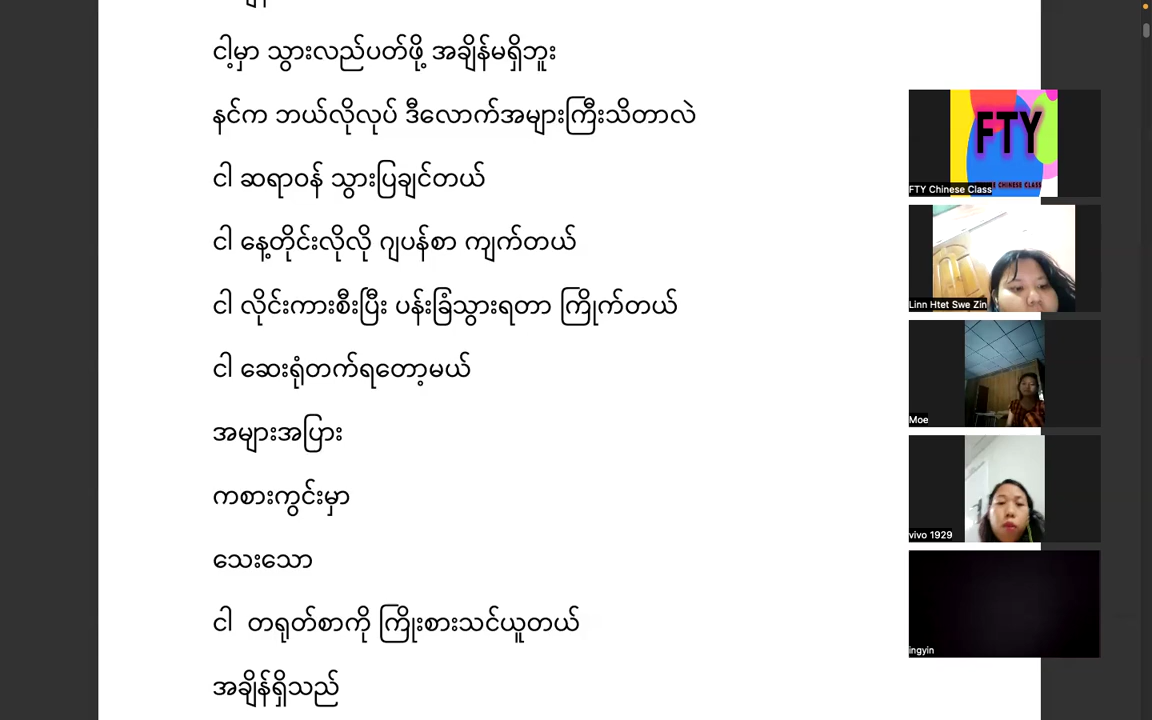 ငါ့မှာ သွားလည်ပတ်ဖို့ အချိန်မရှိဘူး
နင်က ဘယ်လိုလုပ် ဒီလောက်အများကြီးသိတာလဲ
ငါ ဆရာဝန် သွားပြချင်တယ်
ငါ နေ့တိုင်းလိုလို ဂျပန်စာ ကျက်တယ်
ငါ လိုင်းကားစီးပြီး ပန်းခြံသွားရတာ ကြိုက်တယ်
ငါ ဆေးရုံတက်ရတော့မယ်
အများအပြား
ကစားကွင်းမှာ
သေးသော
ငါ တရုတ်စာကို ကြိုးစားသင်ယူတယ်
အချိန်ရှိသည်
FTY
CHINESE CLASS
FTY Chinese Class
Linn Htet Swe Zin
Moe
vivo 1929
ingyin